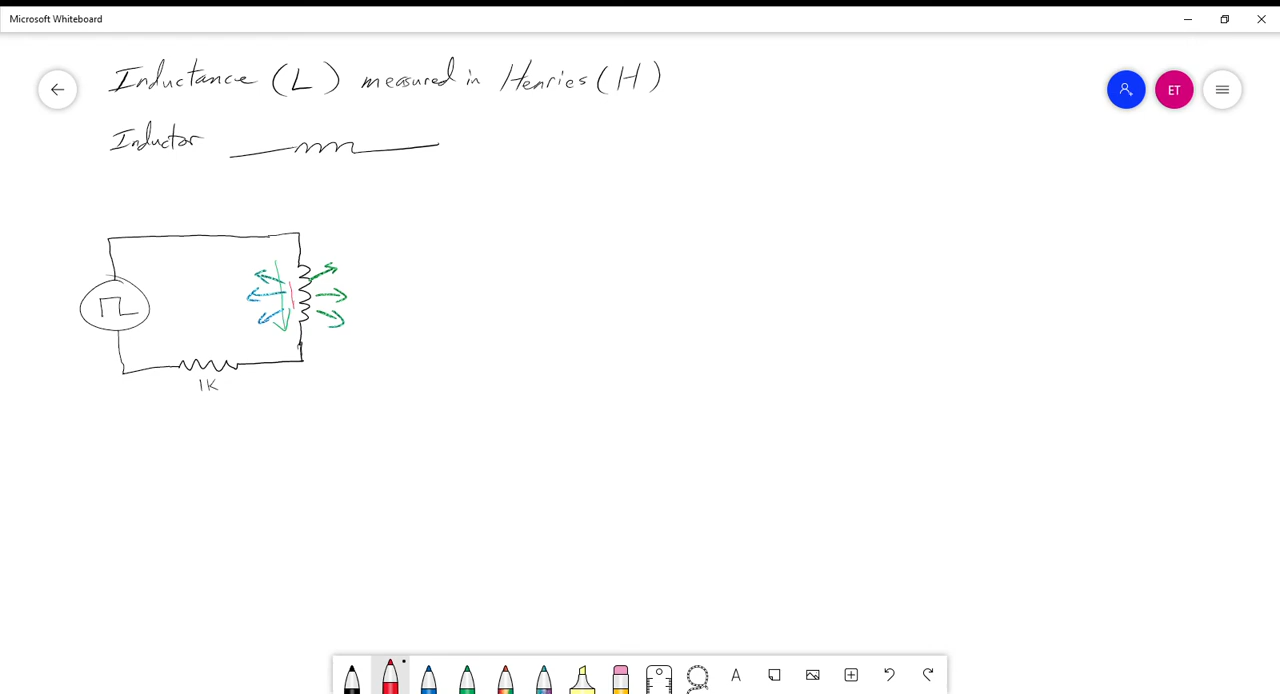 Microsoft Whiteboard
Inductance (L) measured in Henries (H)
ET
Inductor
1K
A